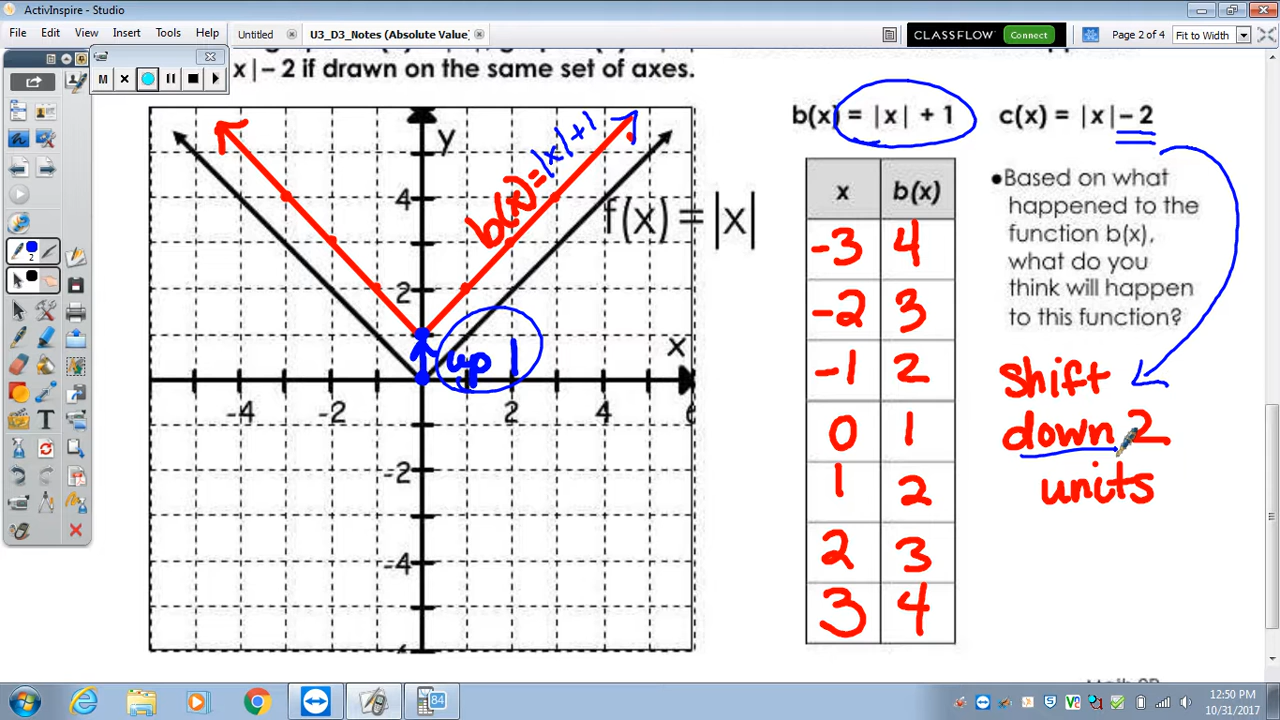 ActivInspire - Studio
File Edit View Insert Tools Help
Untitled
U3_D3_Notes (Absolute Value)
CLASSFLOW Connect
Page 2 of 4
Fit to Width
x| – 2 if drawn on the same set of axes.
b(x) = |x| + 1
c(x) = |x| – 2
y
x
4
2
-2
-4
-4 -2 2 4 6
b(x)=|x|+1
f(x) = |x|
up 1
x b(x)
-3 4
-2 3
-1 2
0 1
1 2
2 3
3 4
•Based on what
happened to the
function b(x),
what do you
think will happen
to this function?
shift
down 2
units
2
84
12:50 PM
10/31/2017